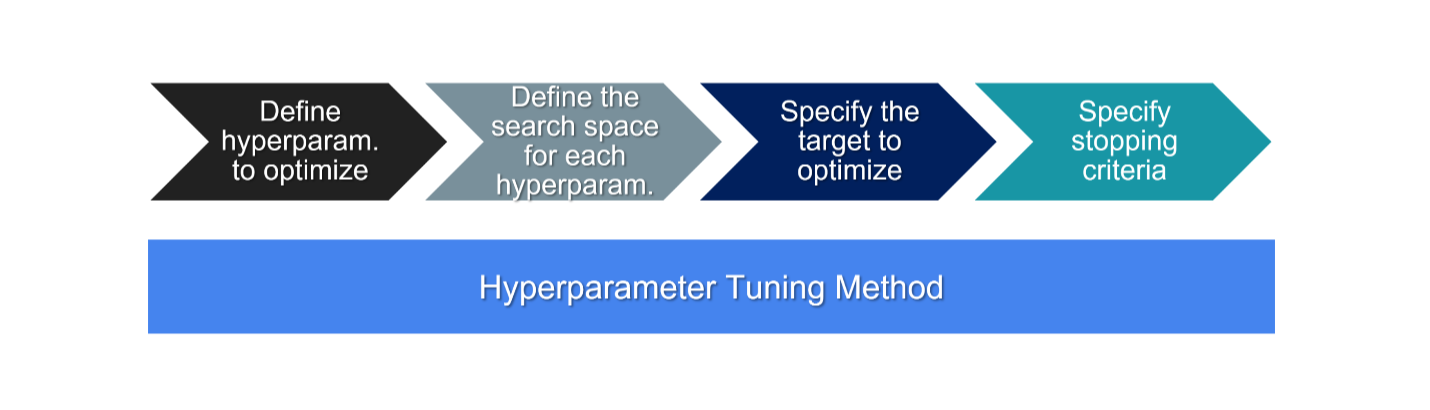 Define
hyperparam.
to optimize
Define the
search space
for each
hyperparam.
Specify the
target to
optimize
Specify
stopping
criteria
Hyperparameter Tuning Method